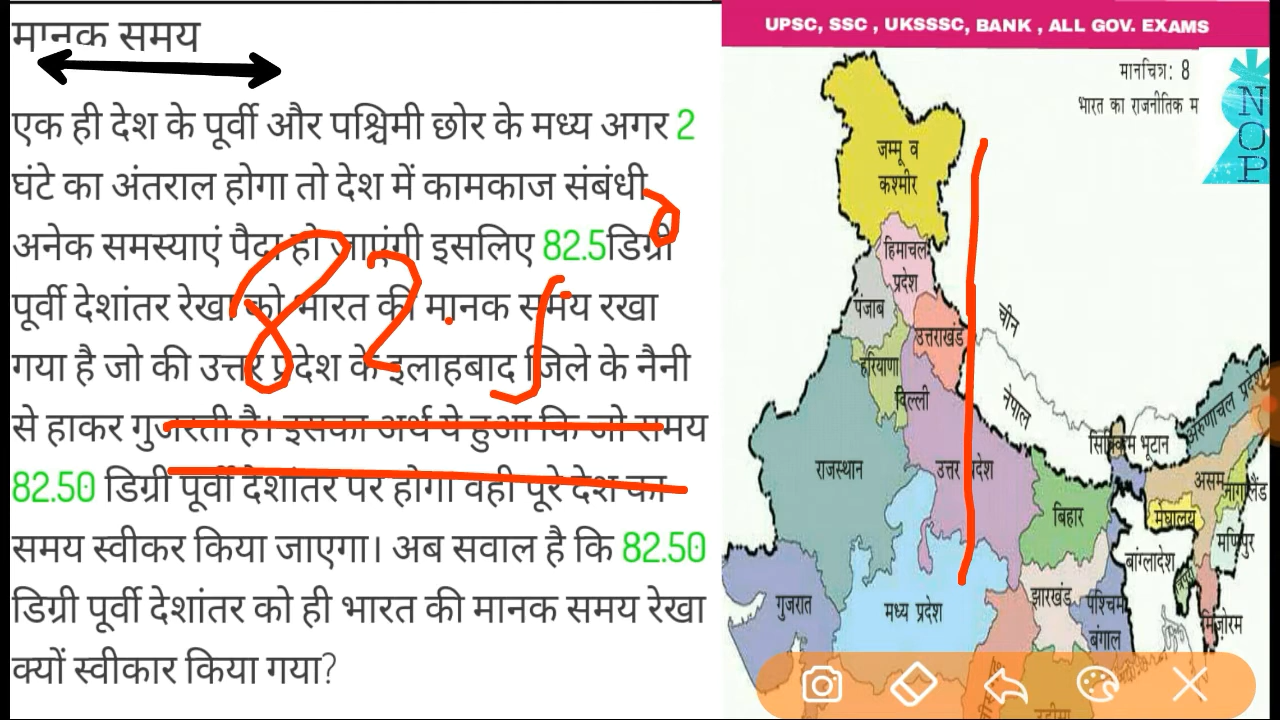 मानक समय
एक ही देश के पूर्वी और पश्चिमी छोर के मध्य अगर 2
घंटे का अंतराल होगा तो देश में कामकाज संबंधी
अनेक समस्याएं पैदा हो जाएंगी इसलिए 82.5डिग्री
पूर्वी देशांतर रेखा को भारत की मानक समय रखा
गया है जो की उत्तर प्रदेश के इलाहबाद जिले के नैनी
से हाकर गुजरती है। इसका अर्थ ये हुआ कि जो समय
82.50 डिग्री पूर्वी देशांतर पर होगा वही पूरे देश का
समय स्वीकर किया जाएगा। अब सवाल है कि 82.50
डिग्री पूर्वी देशांतर को ही भारत की मानक समय रेखा
क्यों स्वीकार किया गया?
82.5
UPSC, SSC , UKSSSC, BANK , ALL GOV. EXAMS
मानचित्र: 8
भारत का राजनीतिक म
NOP
जम्मू व
कश्मीर
हिमाचल
प्रदेश
पंजाब
उत्तराखंड
चीन
हरियाणा
दिल्ली
नेपाल
अरुणाचल प्रदेश
सिक्किम भूटान
राजस्थान
उत्तर प्रदेश
असम
नागालैंड
बिहार
मेघालय
मणिपुर
बांग्लादेश
गुजरात
मध्य प्रदेश
झारखंड
पश्चिम
बंगाल
मिज़ोरम